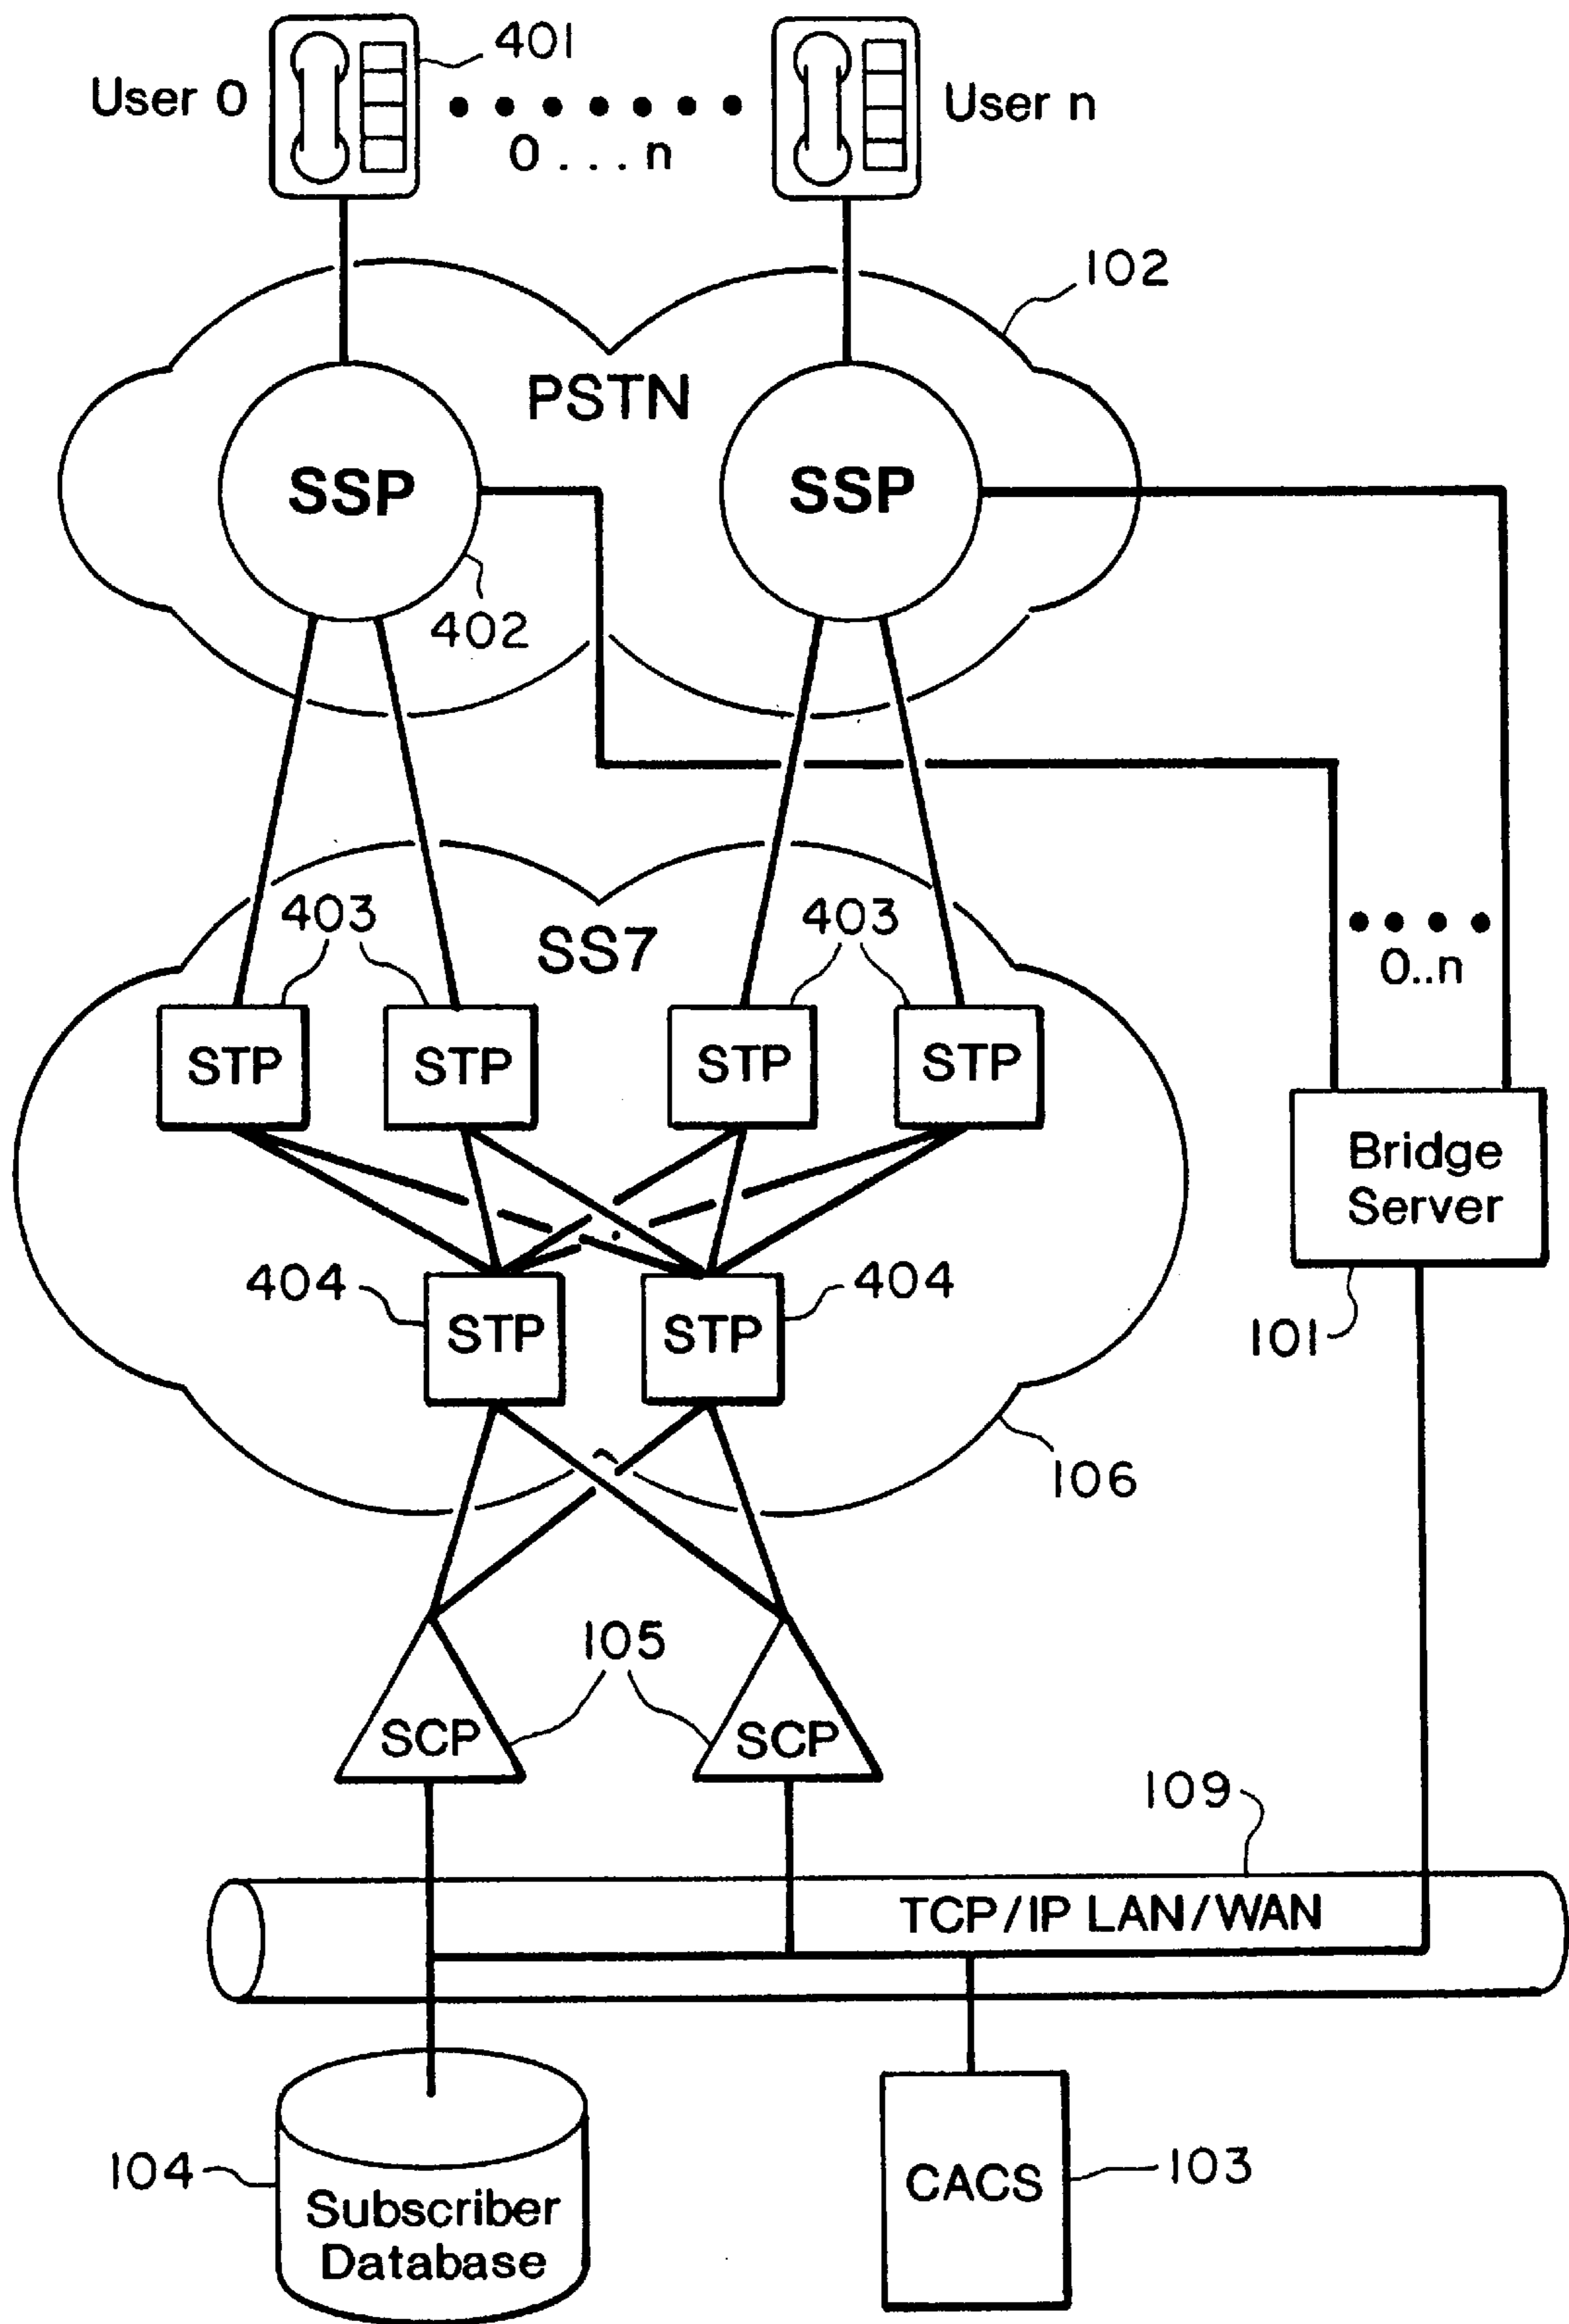 401
User 0
User n
0 . . . n
102
PSTN
SSP
SSP
402
403
403
SS7
0..n
STP
STP
STP
STP
Bridge
Server
404
404
STP
STP
101
106
105
SCP
SCP
109
TCP/IP LAN/WAN
104
103
CACS
Subscriber
Database